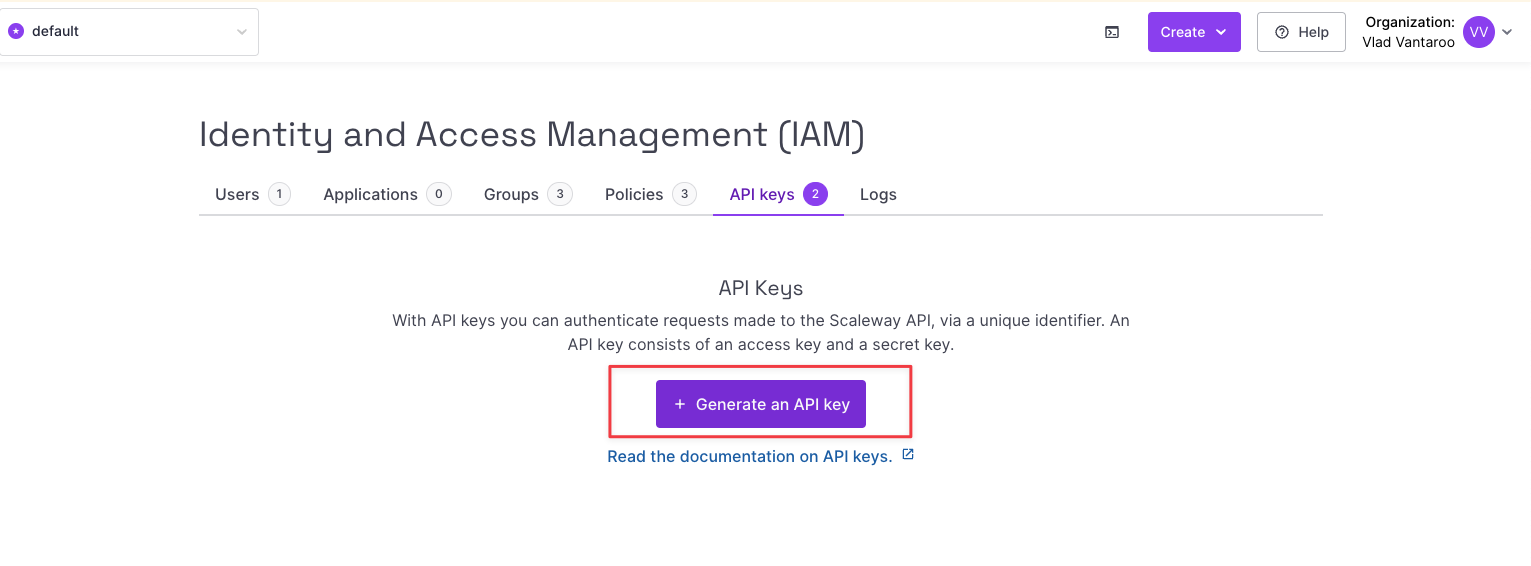 default
Create
Help
Organization:
Vlad Vantaroo
VV
Identity and Access Management (IAM)
Users 1 Applications 0 Groups 3 Policies 3 API keys 2 Logs
API Keys
With API keys you can authenticate requests made to the Scaleway API, via a unique identifier. An
API key consists of an access key and a secret key.
+ Generate an API key
Read the documentation on API keys.